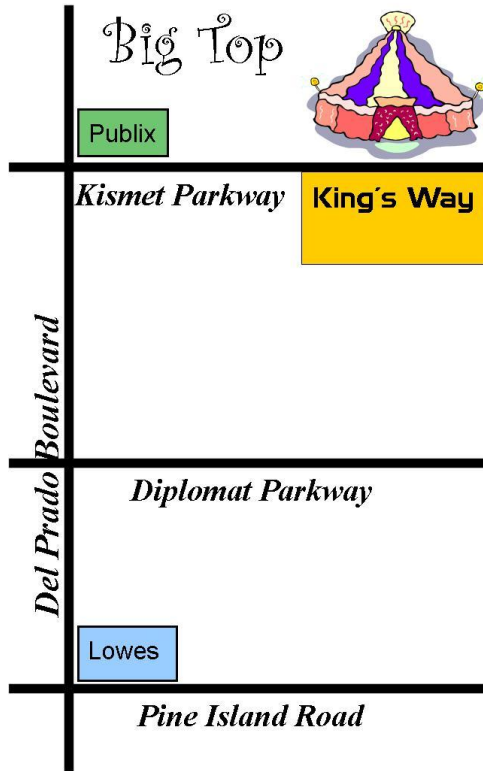 Big Top
Publix
Kismet Parkway
King's Way
Del Prado Boulevard
Diplomat Parkway
Lowes
Pine Island Road